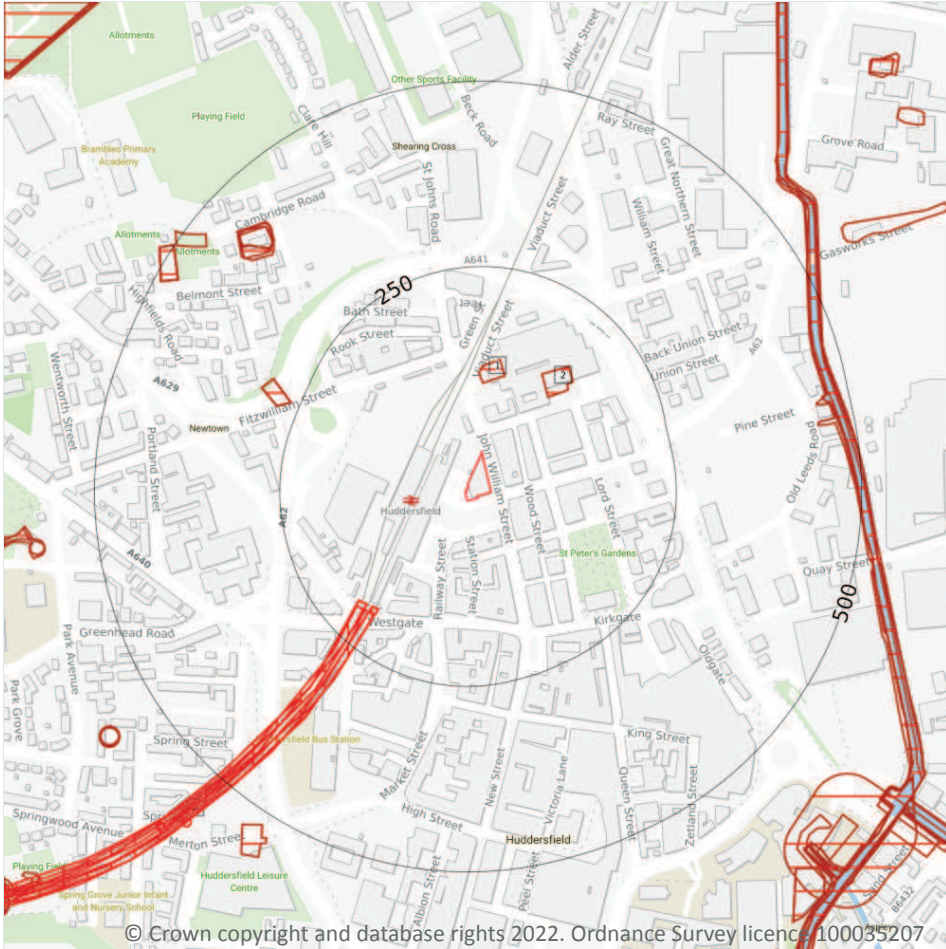 Allotments
Alder Street
Other Sports Facility
Playing Field
Clare Hill
Beck Road
Ray Street
Grove Road
Shearing Cross
Brambles Primary
Academy
St Johns Road
Great Northern Street
Cambridge Road
Viaduct Street
William Street
Allotments
Allotments
Gasworks Street
A641
Belmont Street
250
Highfields Road
Bath Street
Green St
Viaduct Street
Rook Street
Back Union Street
A62
Union Street
1
2
Wentworth Street
A629
Fitzwilliam Street
Newtown
Pine Street
Portland Street
John William Street
Old Leeds Road
Wood Street
Lord Street
Huddersfield
A62
St Peter's Gardens
A640
Station Street
Railway Street
Quay Street
500
Westgate
Kirkgate
Greenhead Road
Park Avenue
Oldgate
Park Grove
Spring Street
King Street
Market Street
New Street
Victoria Lane
Queen Street
Zetland Street
Springwood Avenue
High Street
Merton Street
Huddersfield
Playing Field
Huddersfield Leisure
Centre
Spring Grove Junior Infant
and Nursery School
Albion Street
Peel Street
Sand Street
B6432
© Crown copyright and database rights 2022. Ordnance Survey licence 100035207